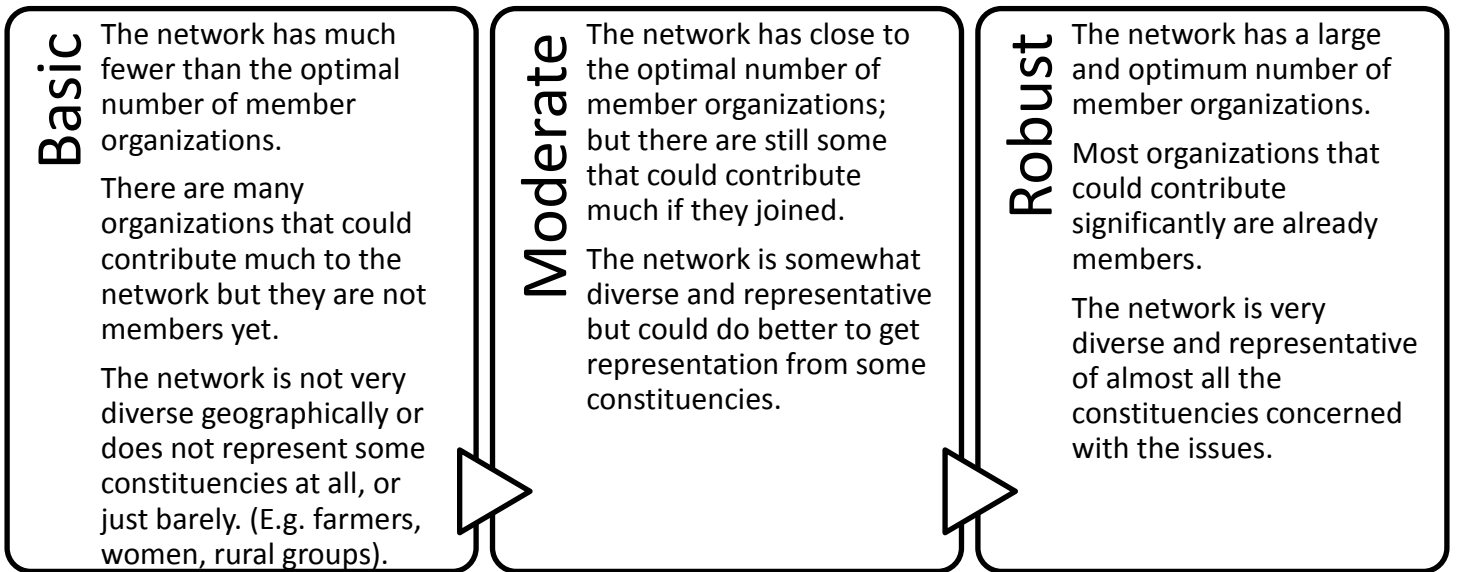 Basic
The network has much
fewer than the optimal
number of member
organizations.
There are many
organizations that could
contribute much to the
network but they are not
members yet.
The network is not very
diverse geographically or
does not represent some
constituencies at all, or
just barely. (E.g. farmers,
women, rural groups).
Moderate
The network has close to
the optimal number of
member organizations;
but there are still some
that could contribute
much if they joined.
The network is somewhat
diverse and representative
but could do better to get
representation from some
constituencies.
Robust
The network has a large
and optimum number of
member organizations.
Most organizations that
could contribute
significantly are already
members.
The network is very
diverse and representative
of almost all the
constituencies concerned
with the issues.